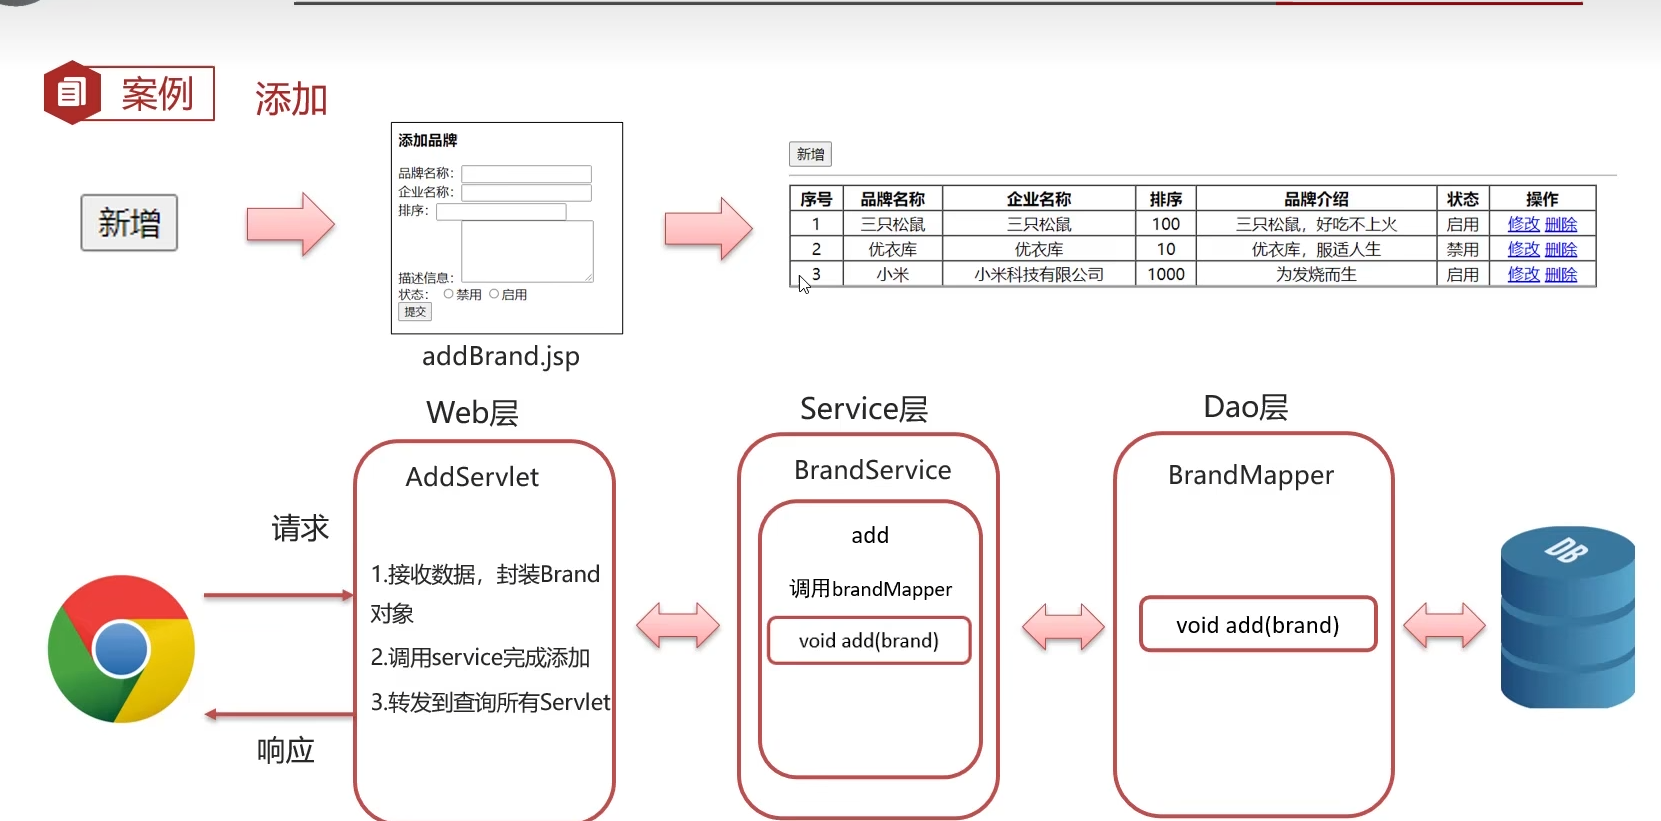 案例 添加
新增
添加品牌
品牌名称：
企业名称：
排序：
描述信息：
状态： 禁用 启用
提交
addBrand.jsp
新增
序号 品牌名称 企业名称 排序 品牌介绍 状态 操作
1 三只松鼠 三只松鼠 100 三只松鼠，好吃不上火 启用 修改 删除
2 优衣库 优衣库 10 优衣库，服适人生 禁用 修改 删除
3 小米 小米科技有限公司 1000 为发烧而生 启用 修改 删除
请求
响应
Web层
AddServlet
1.接收数据，封装Brand
对象
2.调用service完成添加
3.转发到查询所有Servlet
Service层
BrandService
add
调用brandMapper
void add(brand)
Dao层
BrandMapper
void add(brand)
DB